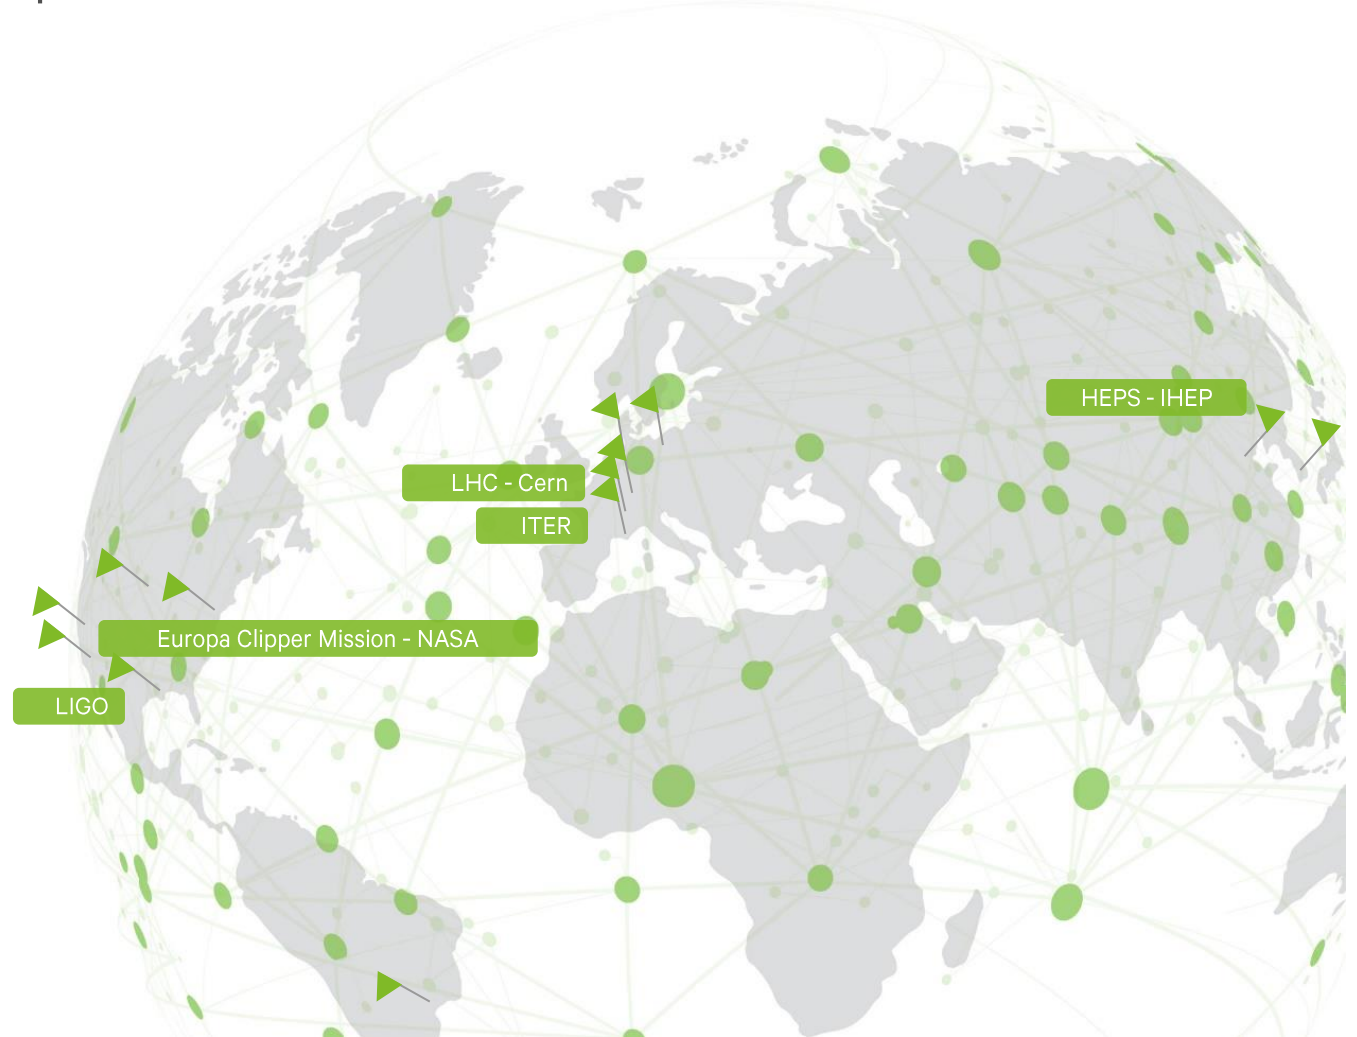 HEPS - IHEP
LHC - Cern
ITER
Europa Clipper Mission - NASA
LIGO